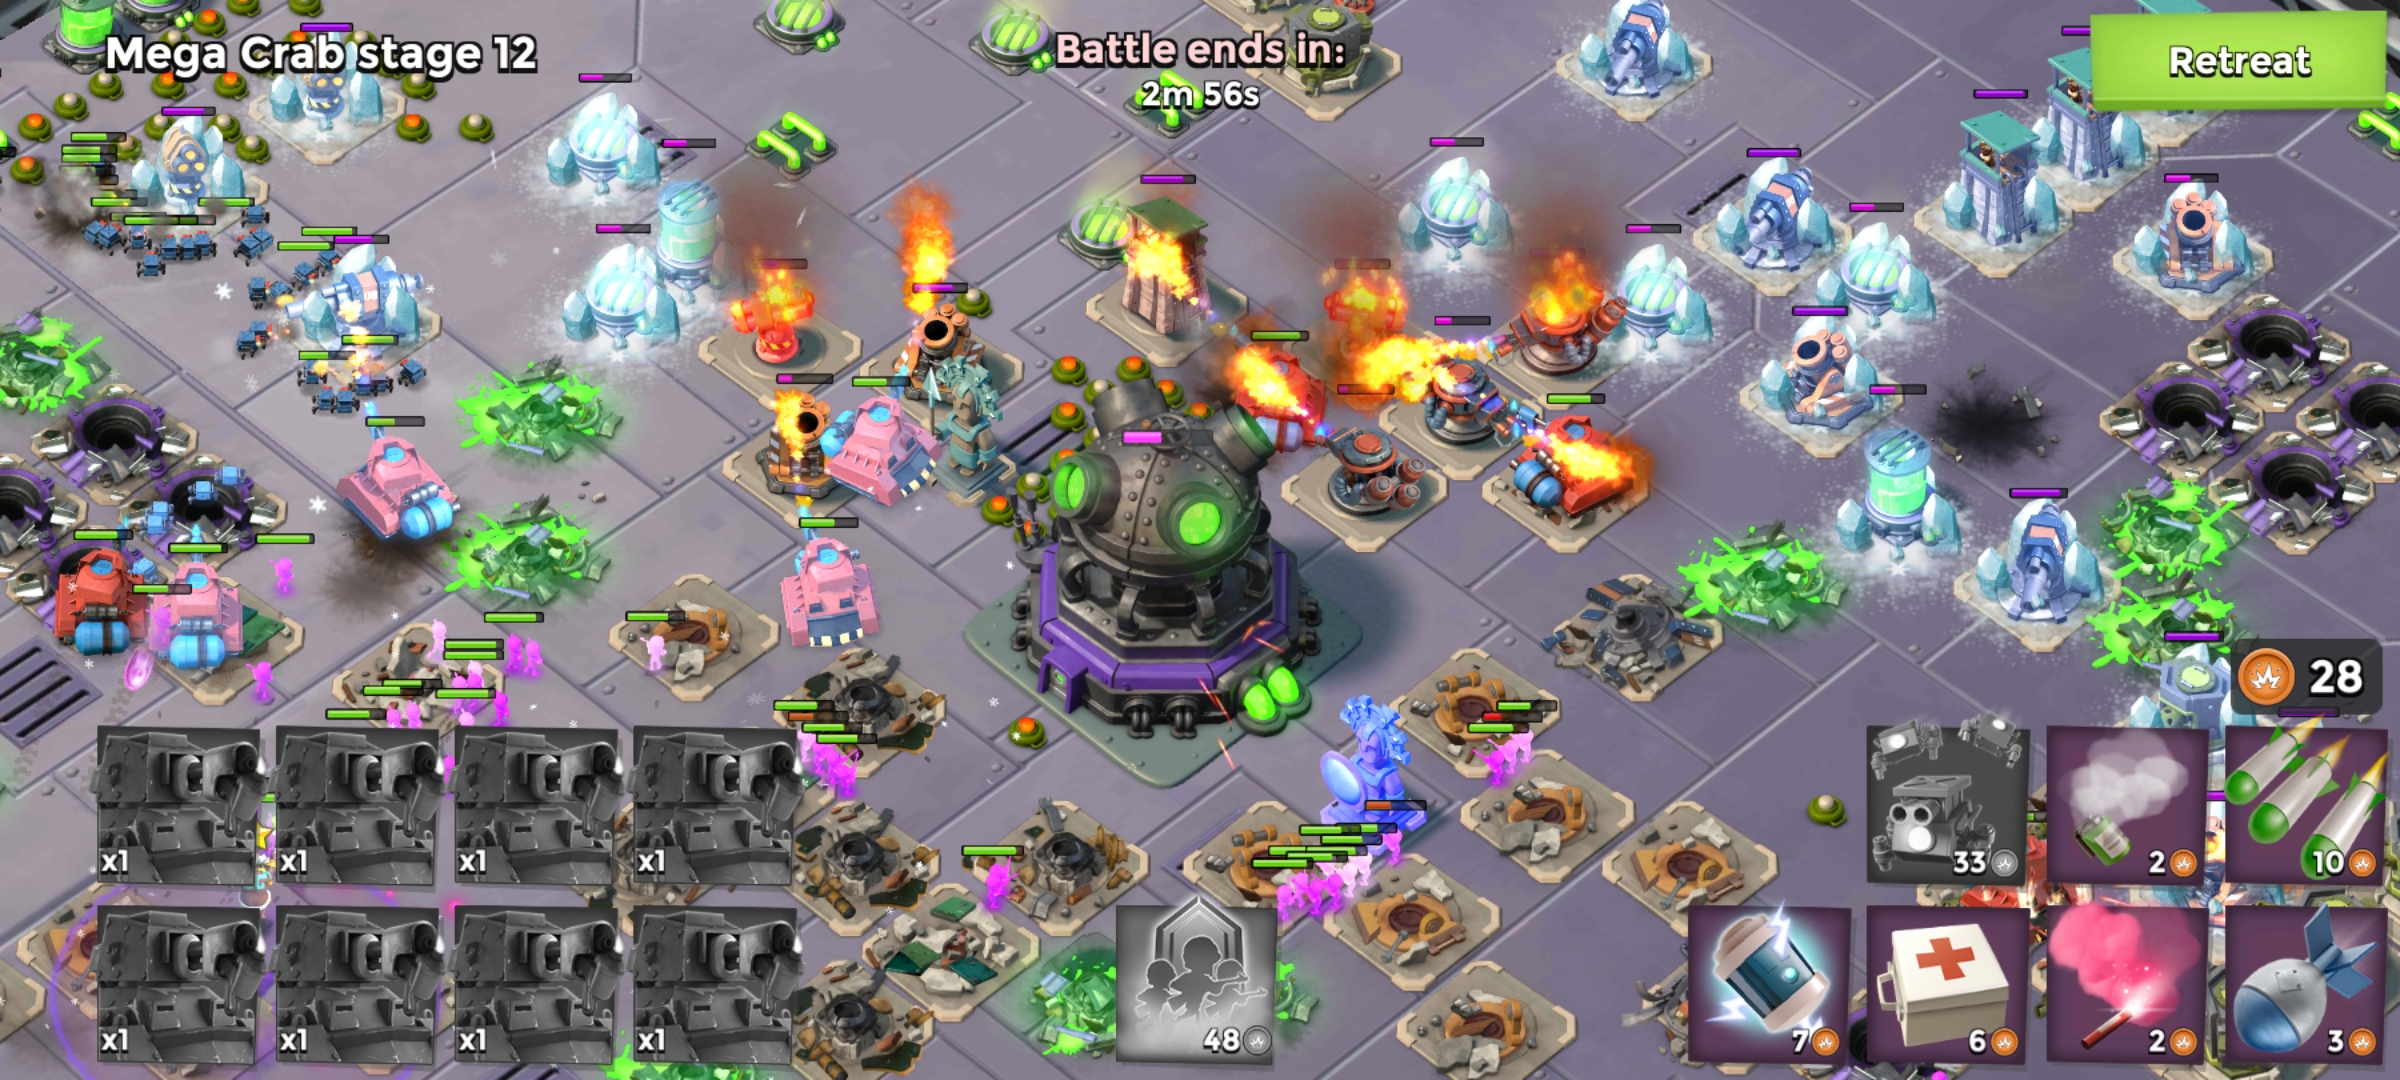 Mega Crab stage 12
Battle ends in:
2m 56s
Retreat
28
x1
x1
x1
x1
33
2
10
x1
x1
x1
x1
48
7
6
2
3